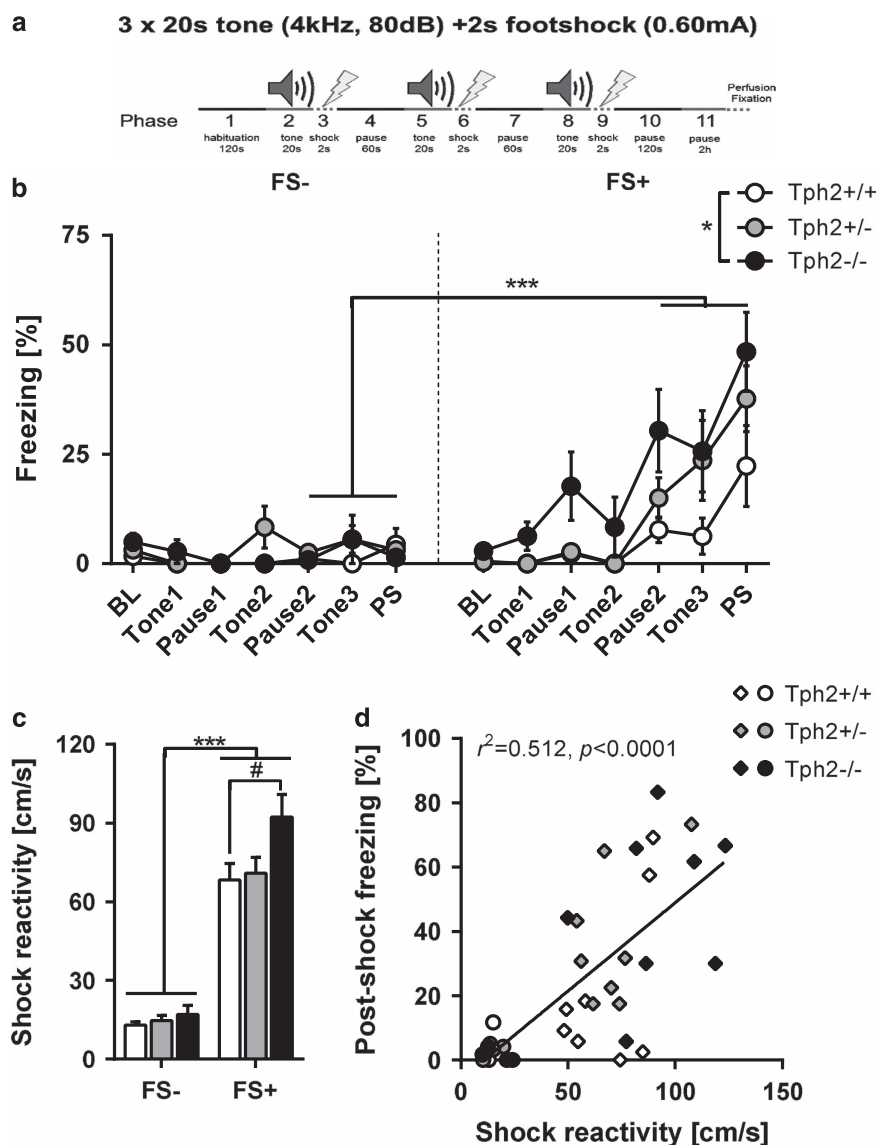 a
3 x 20s tone (4kHz, 80dB) +2s footshock (0.60mA)
Perfusion
Fixation
Phase 1 2 3 4 5 6 7 8 9 10 11
habituation tone shock pause tone shock pause tone shock pause pause
120s 20s 2s 60s 20s 2s 60s 20s 2s 120s 2h
b
FS- FS+
Tph2+/+
* Tph2+/-
Tph2-/-
75
50
25
0
Freezing [%]
***
BL Tone1 Pause1 Tone2 Pause2 Tone3 PS BL Tone1 Pause1 Tone2 Pause2 Tone3 PS
c
Shock reactivity [cm/s]
120
90
60
30
0
***
#
FS- FS+
d
Tph2+/+
Tph2+/-
Tph2-/-
r²=0.512, p<0.0001
Post-shock freezing [%]
100
80
60
40
20
0
0 50 100 150
Shock reactivity [cm/s]